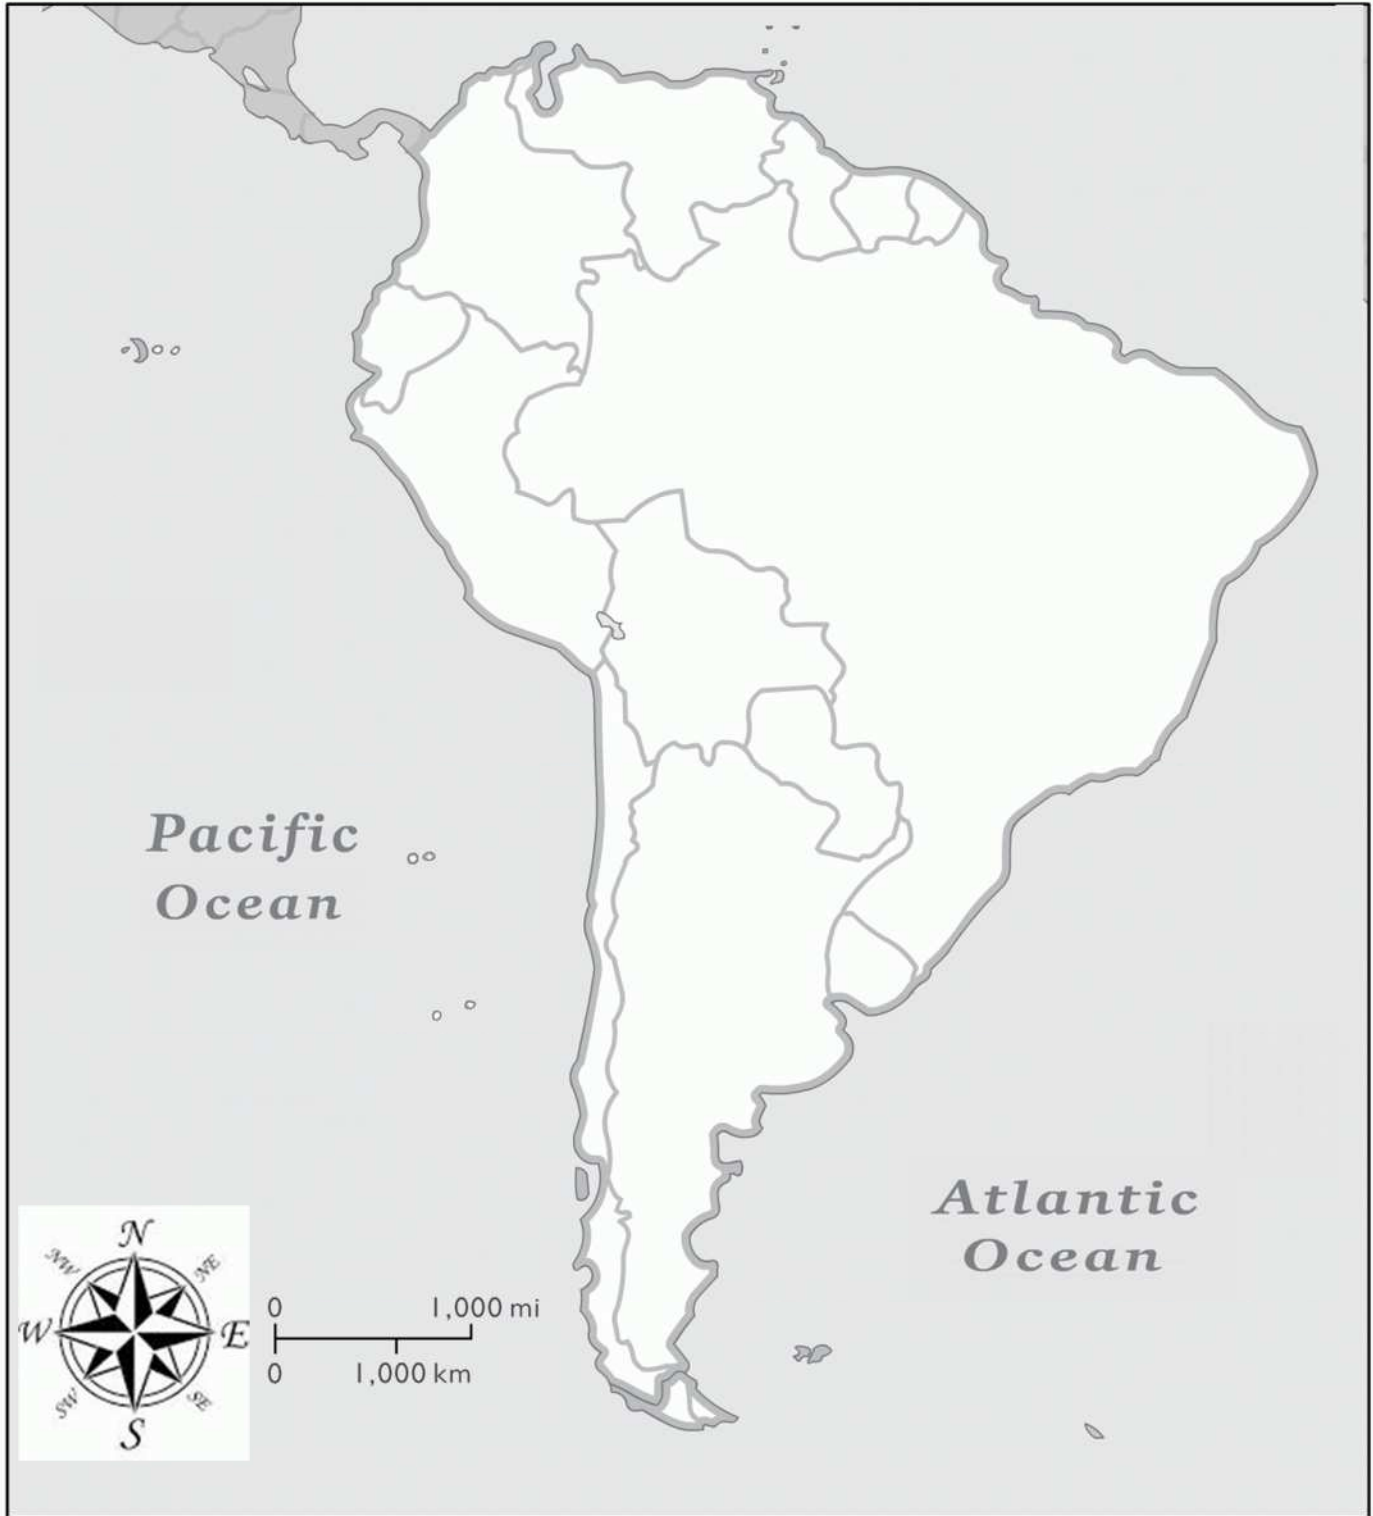 Pacific
Ocean
Atlantic
Ocean
N
NW
NE
W
E
SW
SE
S
0
1,000 mi
0
1,000 km